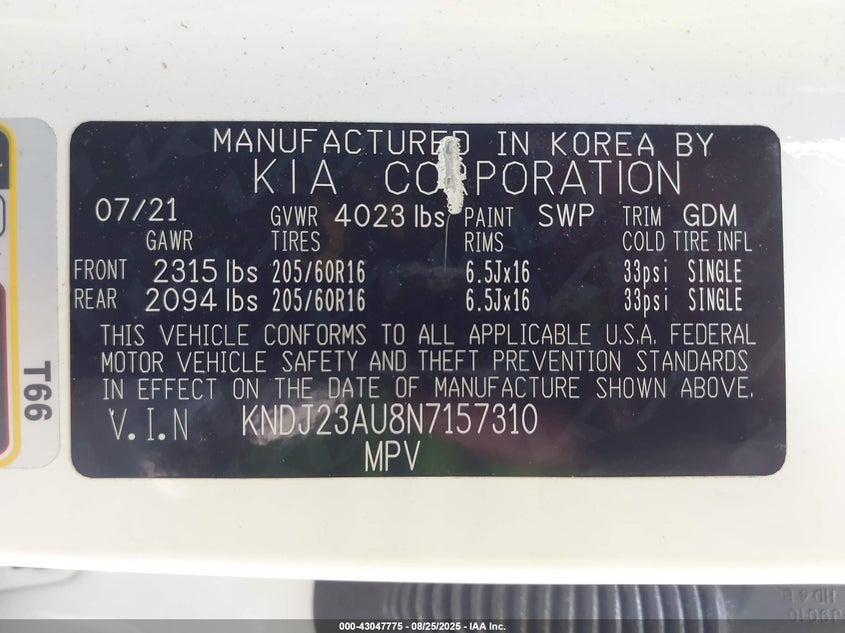 MANUFACTURED IN KOREA BY
KIA CORPORATION
07/21 GVWR 4023 lbs PAINT SWP TRIM GDM
GAWR TIRES RIMS COLD TIRE INFL
FRONT 2315 lbs 205/60R16 6.5Jx16 33psi SINGLE
REAR 2094 lbs 205/60R16 6.5Jx16 33psi SINGLE
THIS VEHICLE CONFORMS TO ALL APPLICABLE U.S.A. FEDERAL
MOTOR VEHICLE SAFETY AND THEFT PREVENTION STANDARDS
IN EFFECT ON THE DATE OF MANUFACTURE SHOWN ABOVE.
V.I.N KNDJ23AU8N7157310
MPV
T66
000-43047775 - 08/25/2025 - IAA Inc.